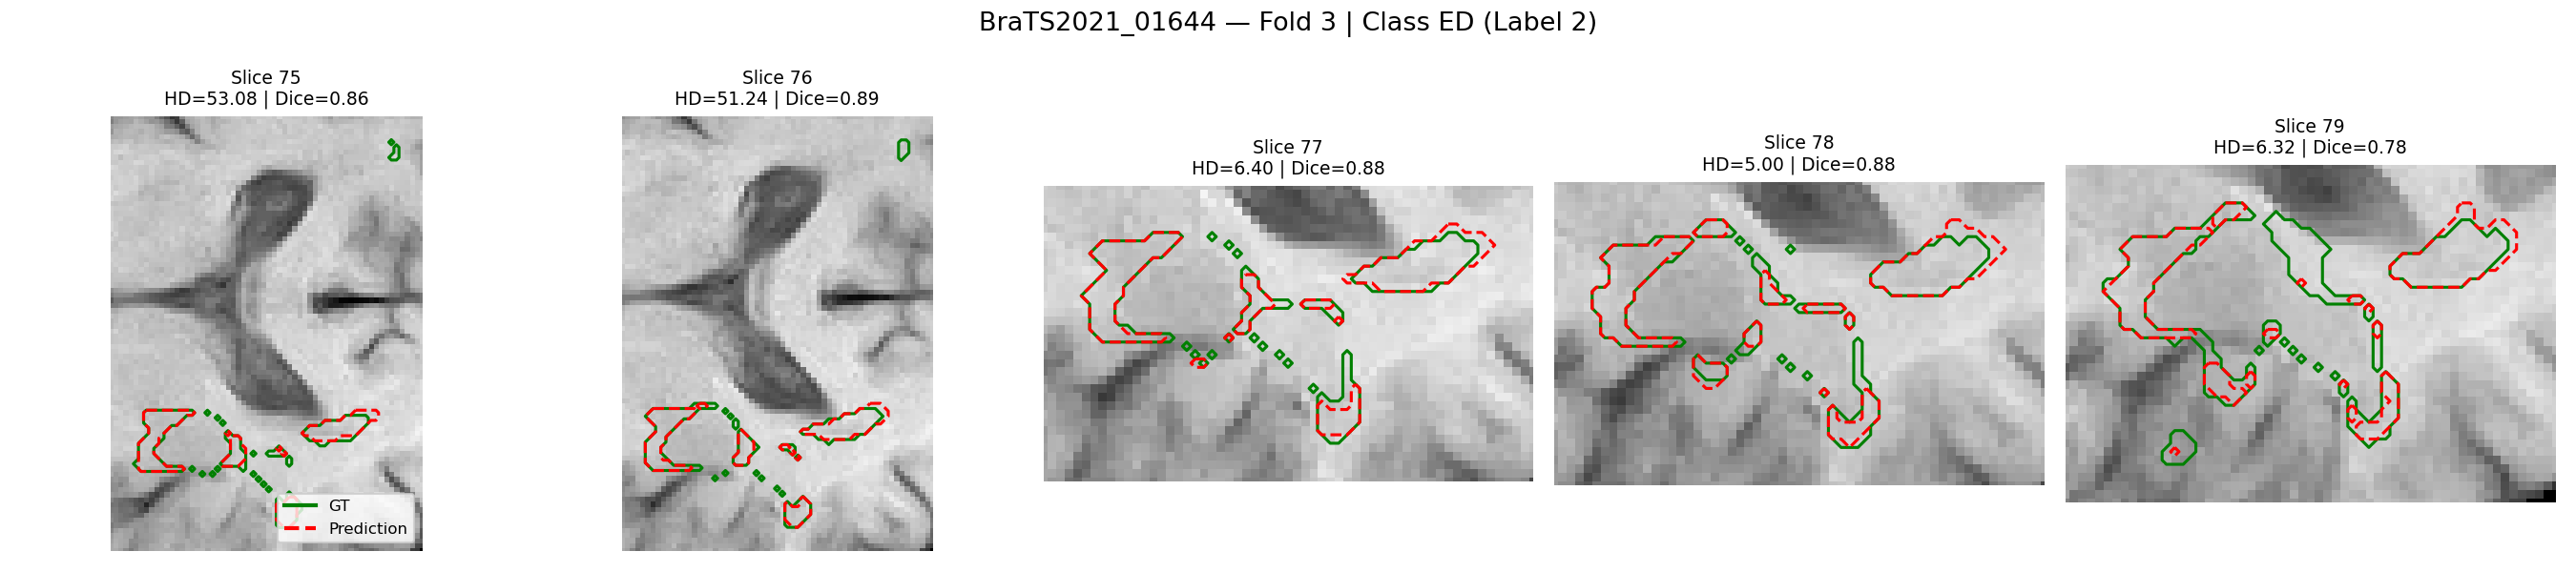 BraTS2021_01644 — Fold 3 | Class ED (Label 2)
Slice 75
HD=53.08 | Dice=0.86
Slice 76
HD=51.24 | Dice=0.89
Slice 77
HD=6.40 | Dice=0.88
Slice 78
HD=5.00 | Dice=0.88
Slice 79
HD=6.32 | Dice=0.78
GT
Prediction